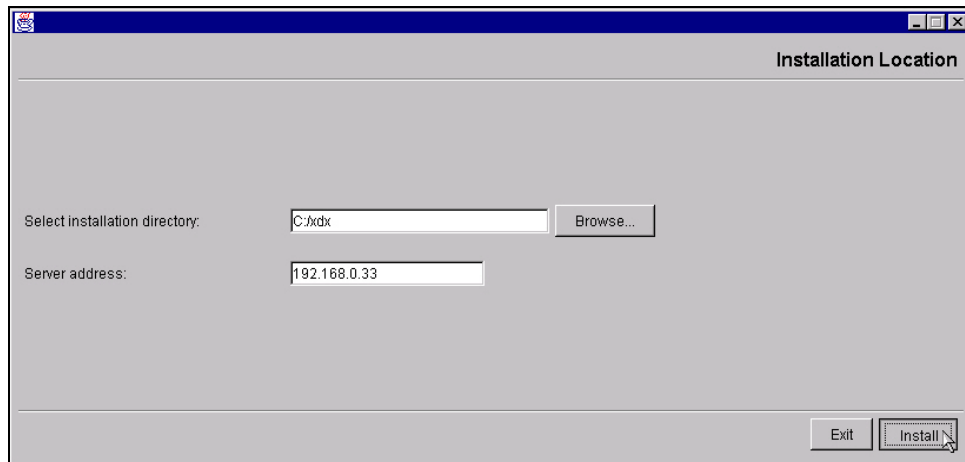 Installation Location
Select installation directory:
C:/xdx
Browse...
Server address:
192.168.0.33
Exit
Install